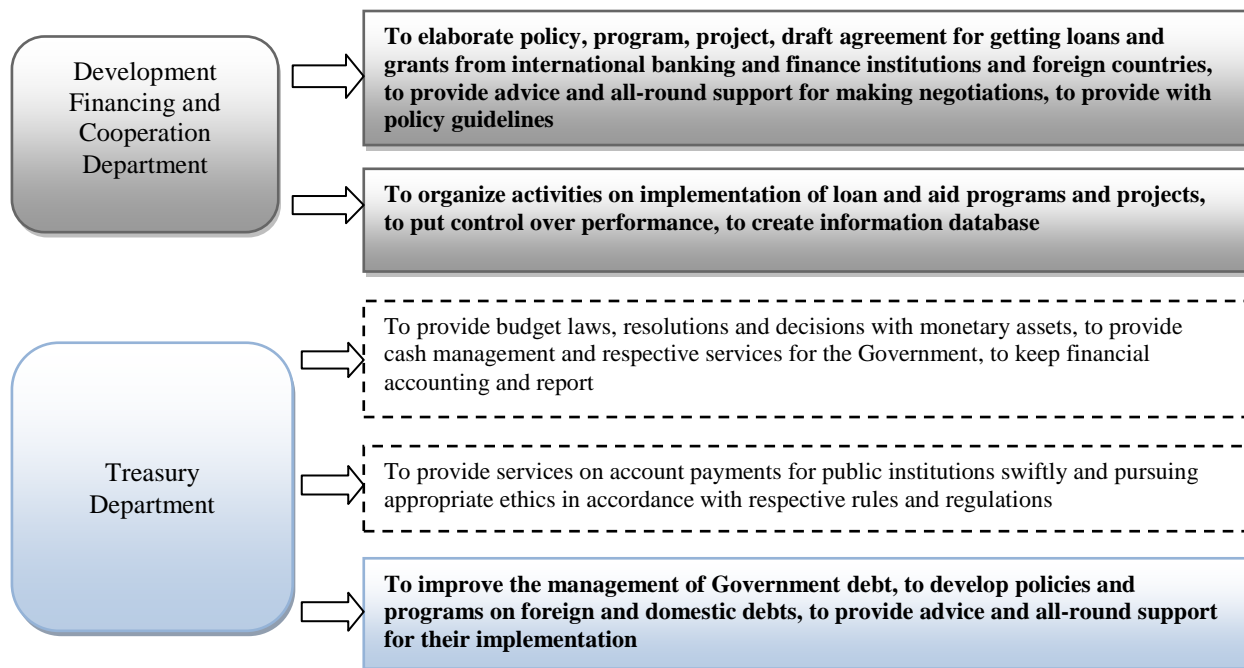 Development
Financing and
Cooperation
Department
To elaborate policy, program, project, draft agreement for getting loans and
grants from international banking and finance institutions and foreign countries,
to provide advice and all-round support for making negotiations, to provide with
policy guidelines
To organize activities on implementation of loan and aid programs and projects,
to put control over performance, to create information database
Treasury
Department
To provide budget laws, resolutions and decisions with monetary assets, to provide
cash management and respective services for the Government, to keep financial
accounting and report
To provide services on account payments for public institutions swiftly and pursuing
appropriate ethics in accordance with respective rules and regulations
To improve the management of Government debt, to develop policies and
programs on foreign and domestic debts, to provide advice and all-round support
for their implementation